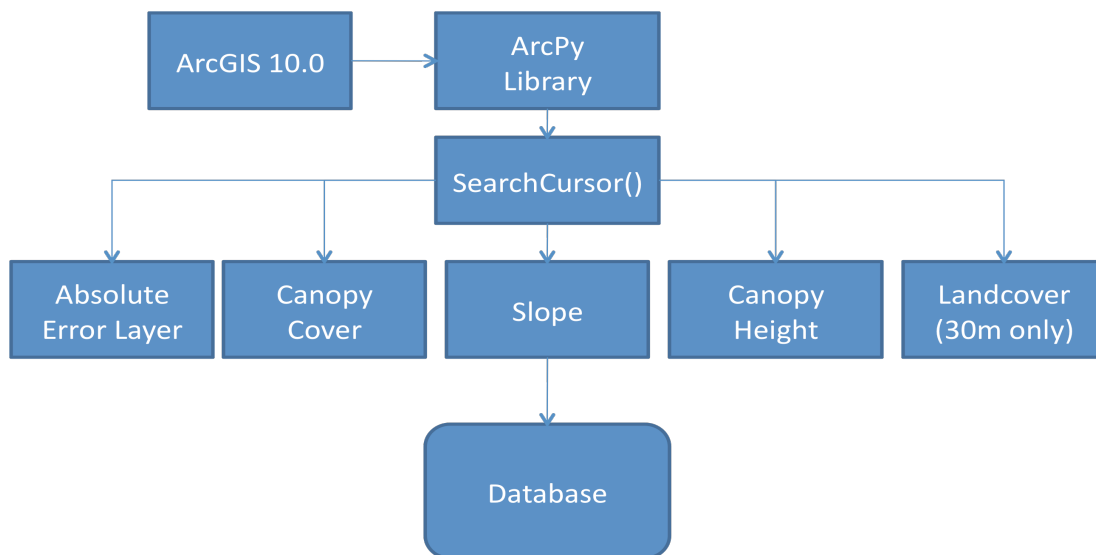 ArcGIS 10.0
ArcPy
Library
SearchCursor()
Absolute
Error Layer
Canopy
Cover
Slope
Canopy
Height
Landcover
(30m only)
Database